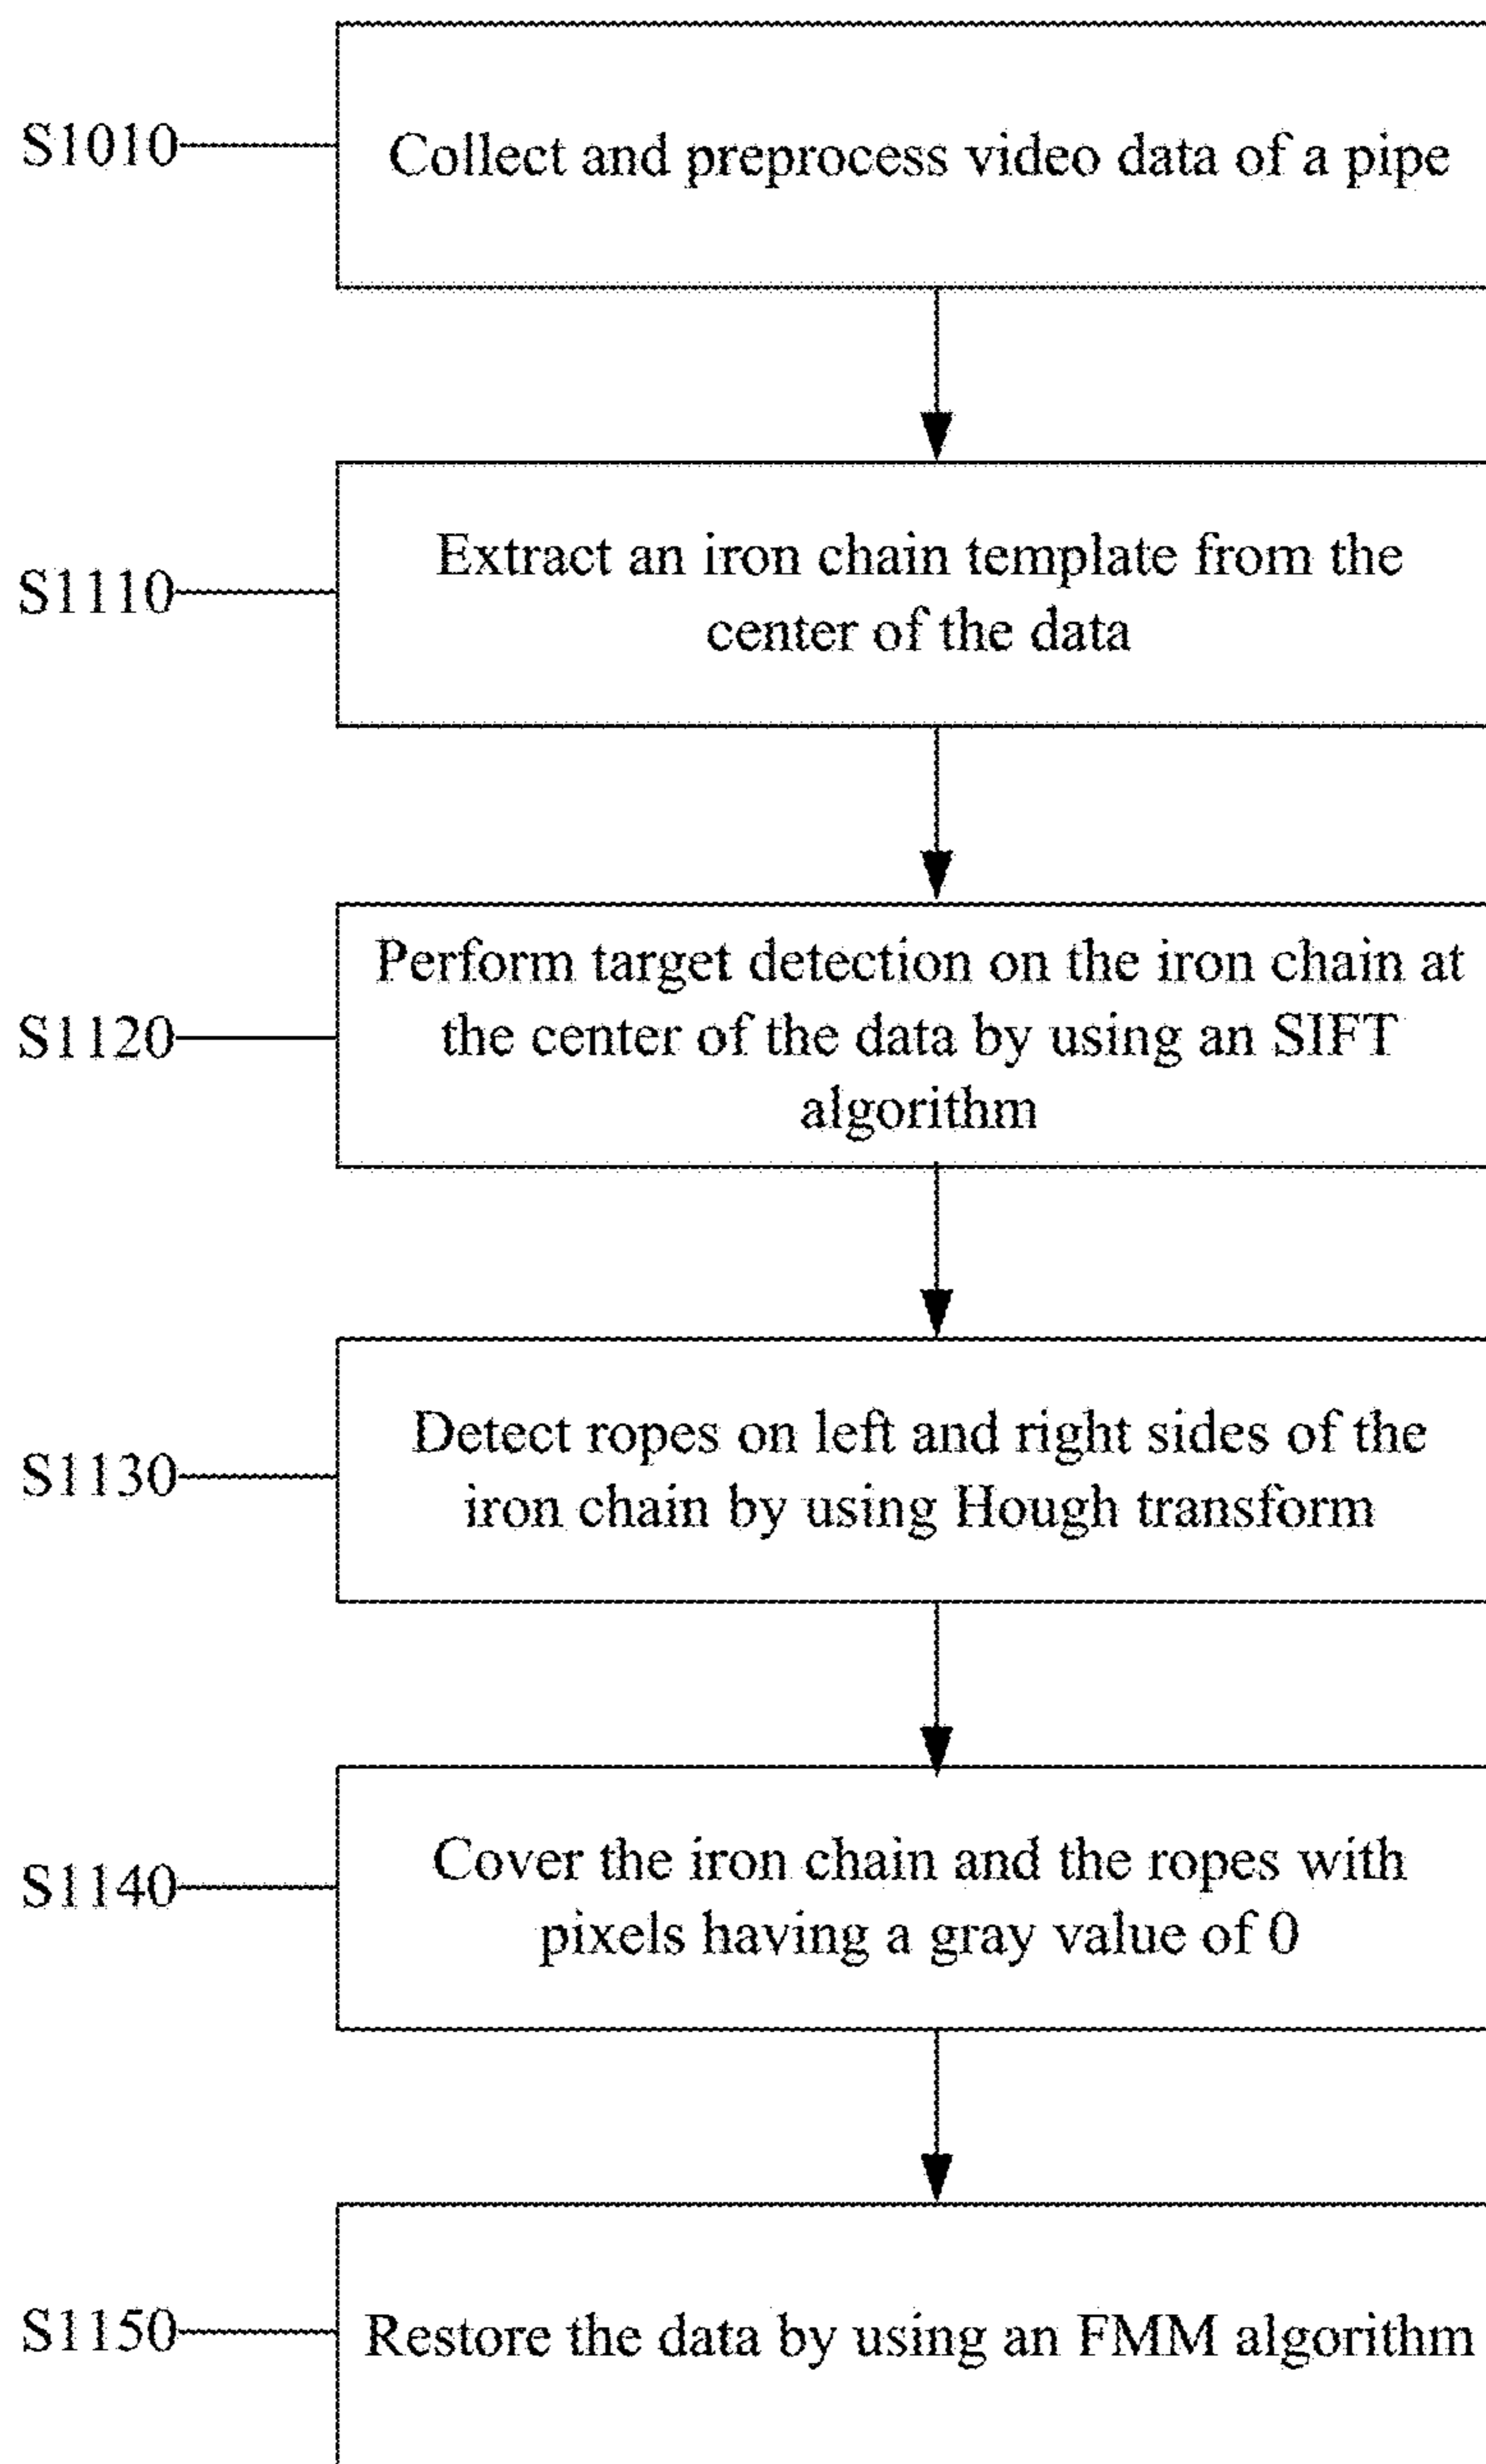 S1010
Collect and preprocess video data of a pipe
S1110
Extract an iron chain template from the
center of the data
S1120
Perform target detection on the iron chain at
the center of the data by using an SIFT
algorithm
S1130
Detect ropes on left and right sides of the
iron chain by using Hough transform
S1140
Cover the iron chain and the ropes with
pixels having a gray value of 0
S1150
Restore the data by using an FMM algorithm